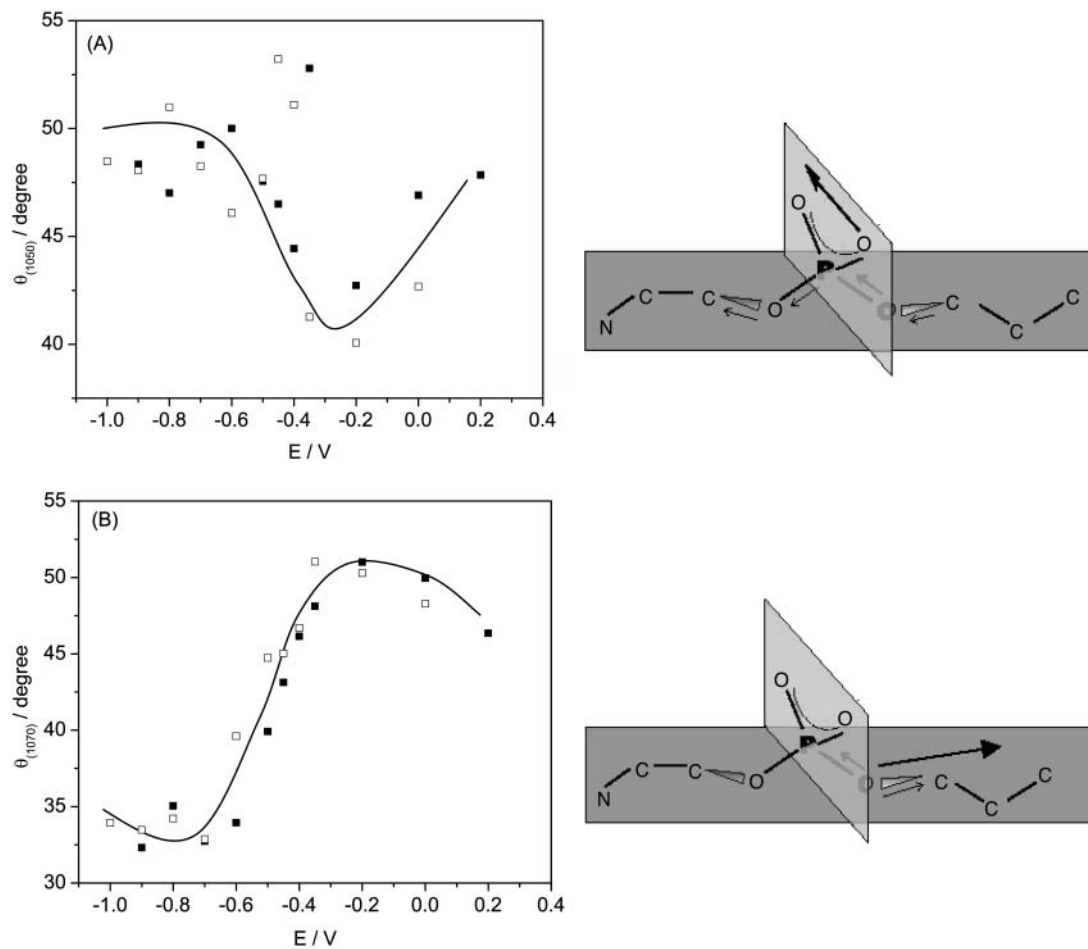 (A)
55
50
45
40
θ(1050) / degree
-1.0 -0.8 -0.6 -0.4 -0.2 0.0 0.2 0.4
E / V
O
O
P
N C C O O C C C
(B)
55
50
45
40
35
30
θ(1070) / degree
-1.0 -0.8 -0.6 -0.4 -0.2 0.0 0.2 0.4
E / V
O
O
P
N C C O O C C C